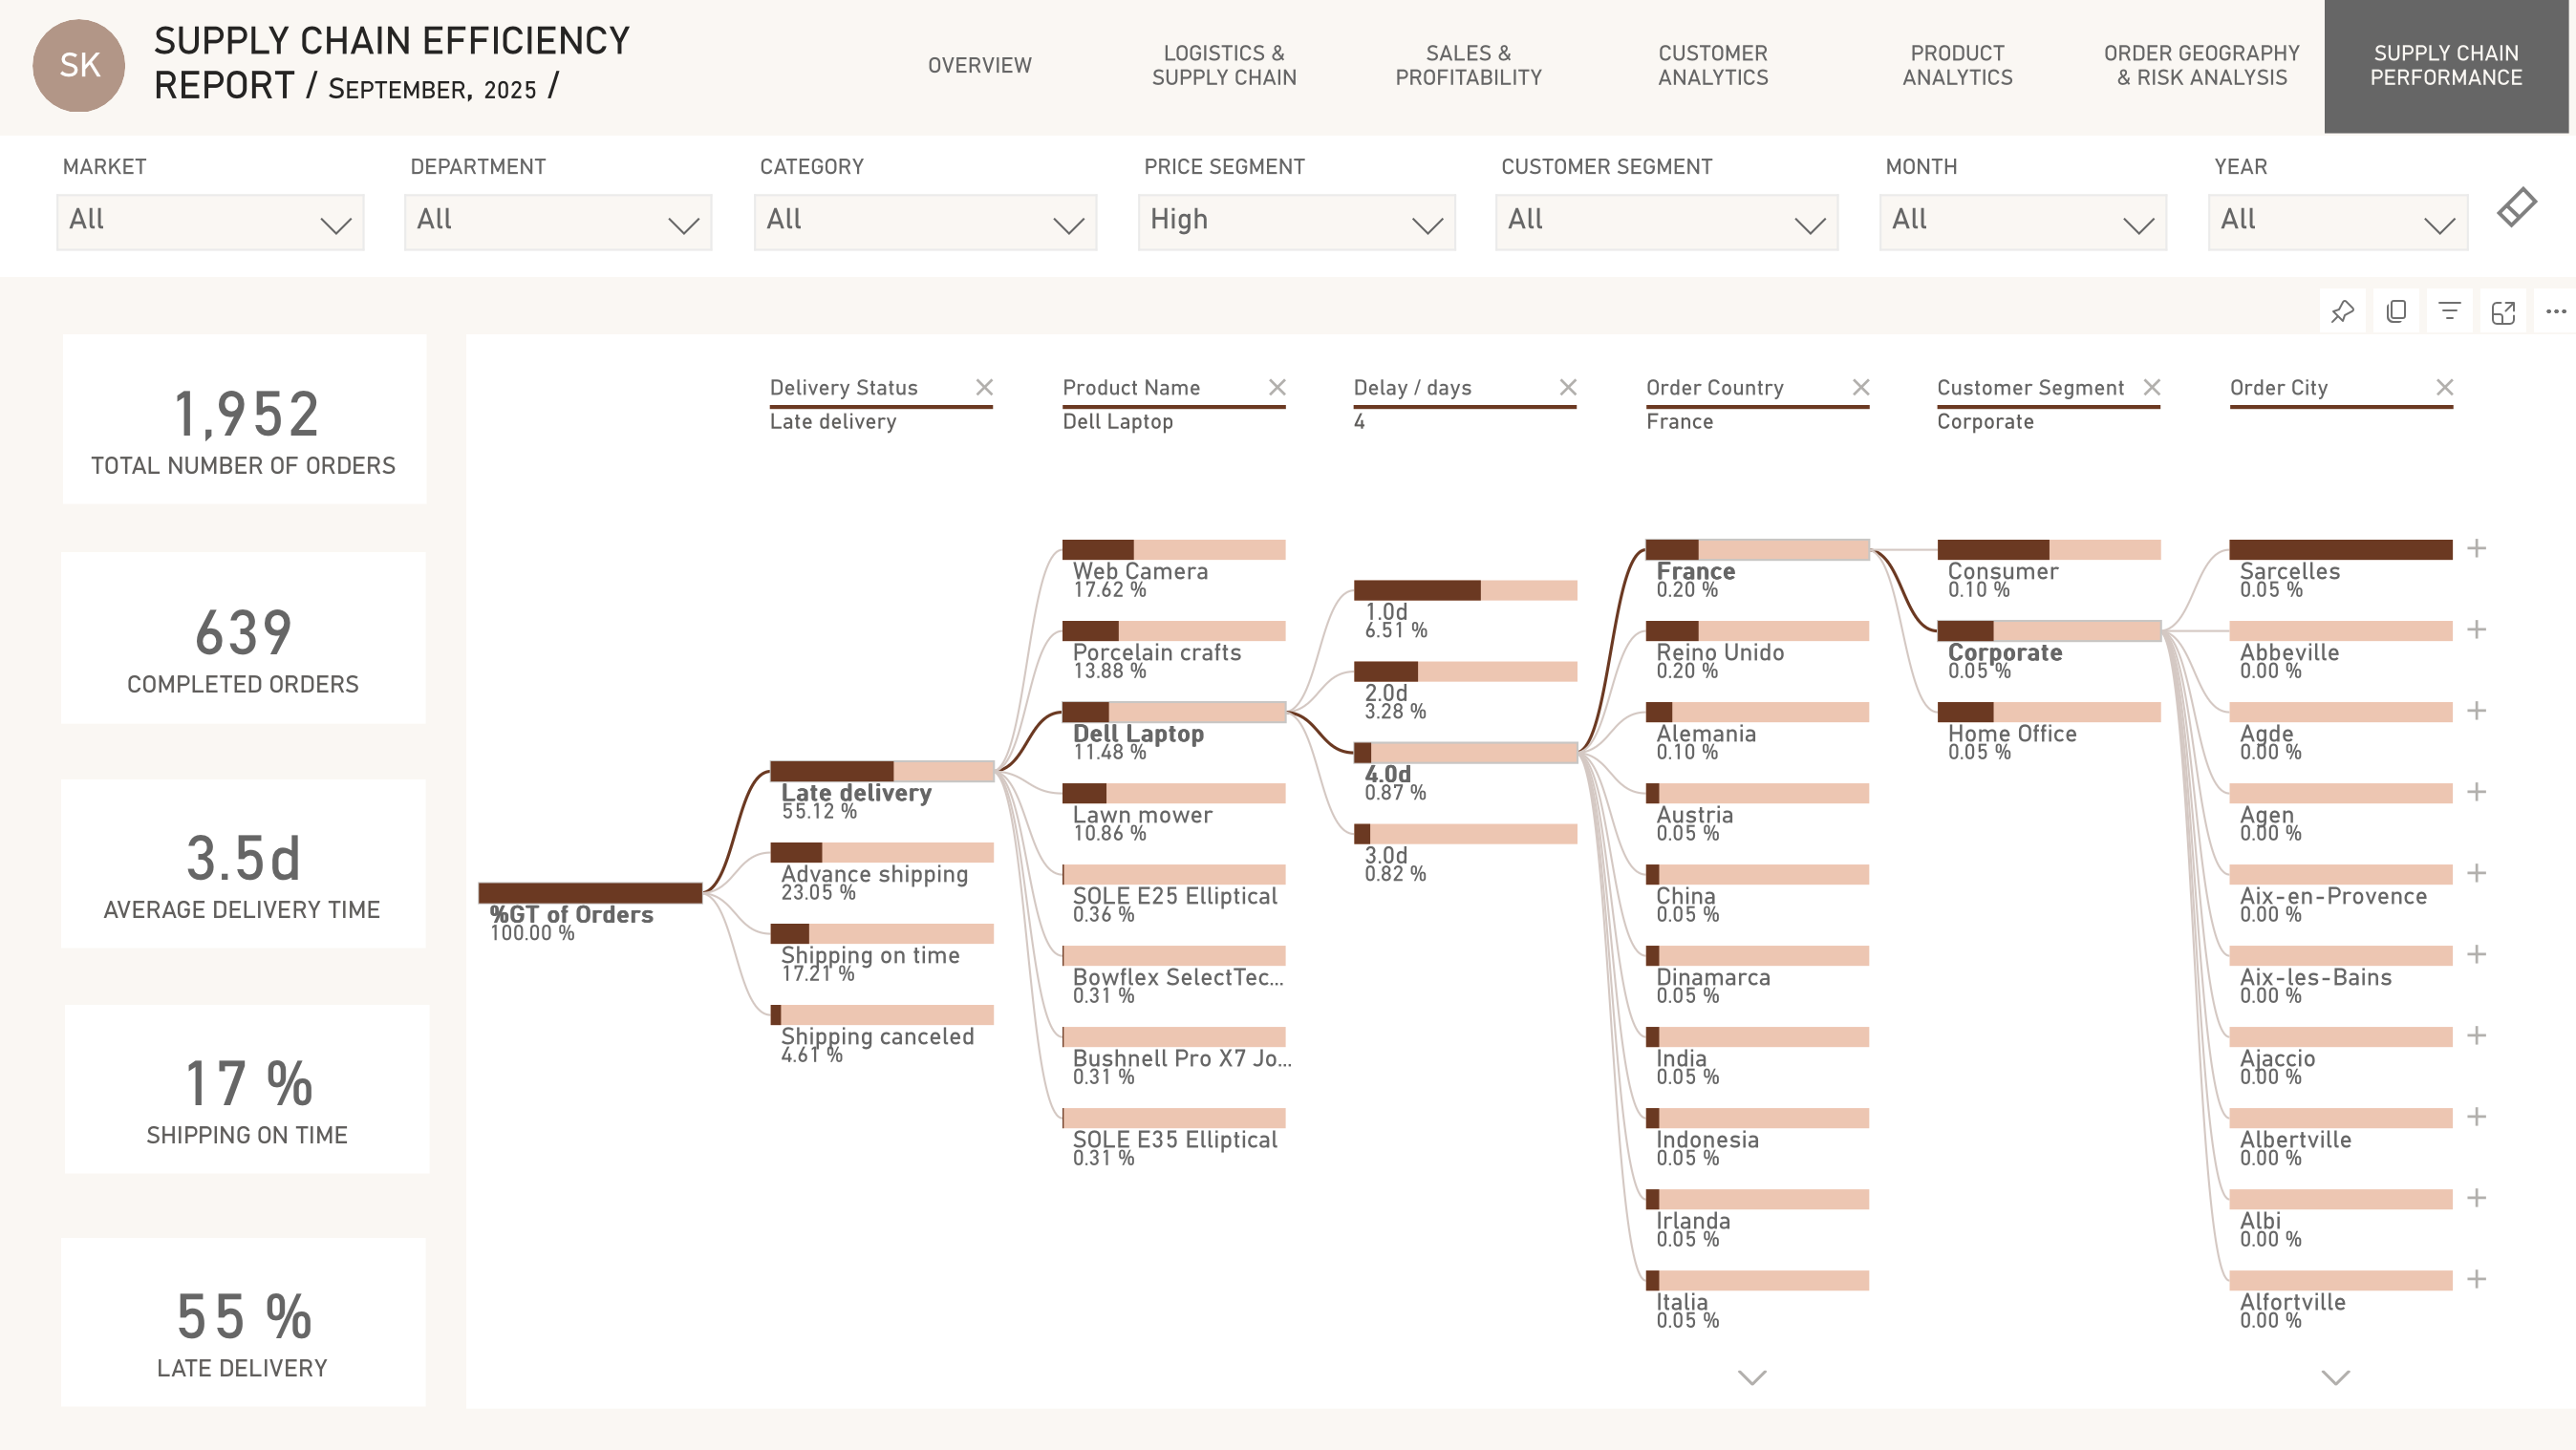 SK
SUPPLY CHAIN EFFICIENCY
REPORT / SEPTEMBER, 2025 /
OVERVIEW
LOGISTICS &
SUPPLY CHAIN
SALES &
PROFITABILITY
CUSTOMER
ANALYTICS
PRODUCT
ANALYTICS
ORDER GEOGRAPHY
& RISK ANALYSIS
SUPPLY CHAIN
PERFORMANCE
MARKET
All
DEPARTMENT
All
CATEGORY
All
PRICE SEGMENT
High
CUSTOMER SEGMENT
All
MONTH
All
YEAR
All
1,952
TOTAL NUMBER OF ORDERS
639
COMPLETED ORDERS
3.5d
AVERAGE DELIVERY TIME
17 %
SHIPPING ON TIME
55 %
LATE DELIVERY
%GT of Orders
100.00 %
Delivery Status
Late delivery
Late delivery
55.12 %
Advance shipping
23.05 %
Shipping on time
17.21 %
Shipping canceled
4.61 %
Product Name
Dell Laptop
Web Camera
17.62 %
Porcelain crafts
13.88 %
Dell Laptop
11.48 %
Lawn mower
10.86 %
SOLE E25 Elliptical
0.36 %
Bowflex SelectTec...
0.31 %
Bushnell Pro X7 Jo...
0.31 %
SOLE E35 Elliptical
0.31 %
Delay / days
4
1.0d
6.51 %
2.0d
3.28 %
4.0d
0.87 %
3.0d
0.82 %
Order Country
France
France
0.20 %
Reino Unido
0.20 %
Alemania
0.10 %
Austria
0.05 %
China
0.05 %
Dinamarca
0.05 %
India
0.05 %
Indonesia
0.05 %
Irlanda
0.05 %
Italia
0.05 %
Customer Segment
Corporate
Consumer
0.10 %
Corporate
0.05 %
Home Office
0.05 %
Order City
Sarcelles
0.05 %
Abbeville
0.00 %
Agde
0.00 %
Agen
0.00 %
Aix-en-Provence
0.00 %
Aix-les-Bains
0.00 %
Ajaccio
0.00 %
Albertville
0.00 %
Albi
0.00 %
Alfortville
0.00 %